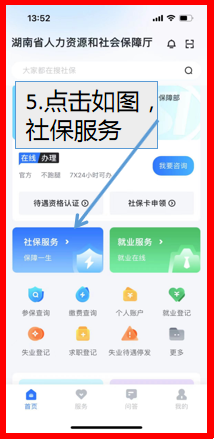 13:52
湖南省人力资源和社会保障厅
大家都在搜社保
5.点击如图，
社保服务
保障部
在线 办理
官方 不跑腿 7X24小时可办
我要咨询
待遇资格认证
社保卡申领
社保服务
保障一生
就业服务
就业在线
参保查询 缴费查询 个人账户 就业登记
失业登记 求职登记 失业待遇停发 更多
首页 服务 问答 我的